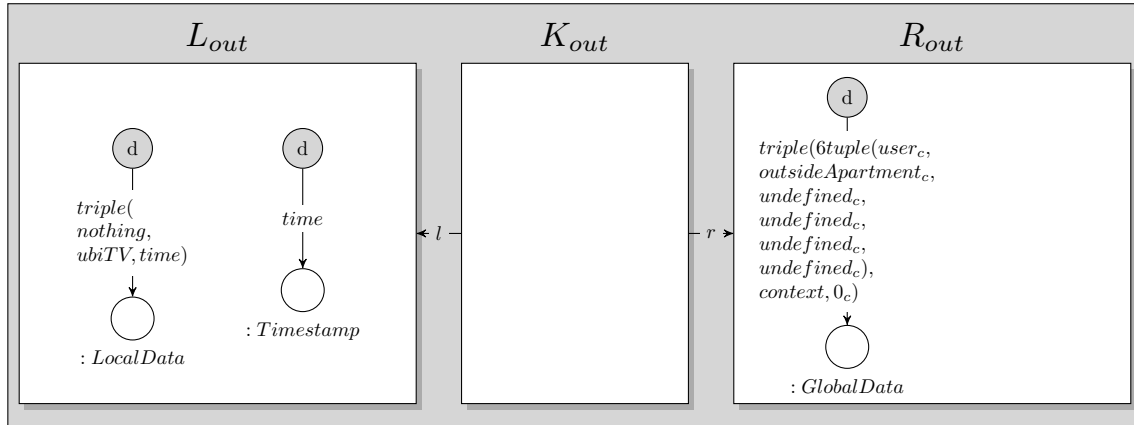 L_out K_out R_out
d
d
d
triple(
nothing,
ubiTV, time)
time
: LocalData
: Timestamp
l
r
triple(6tuple(user_c,
outsideApartment_c,
undefined_c,
undefined_c,
undefined_c,
undefined_c),
context, 0_c)
: GlobalData